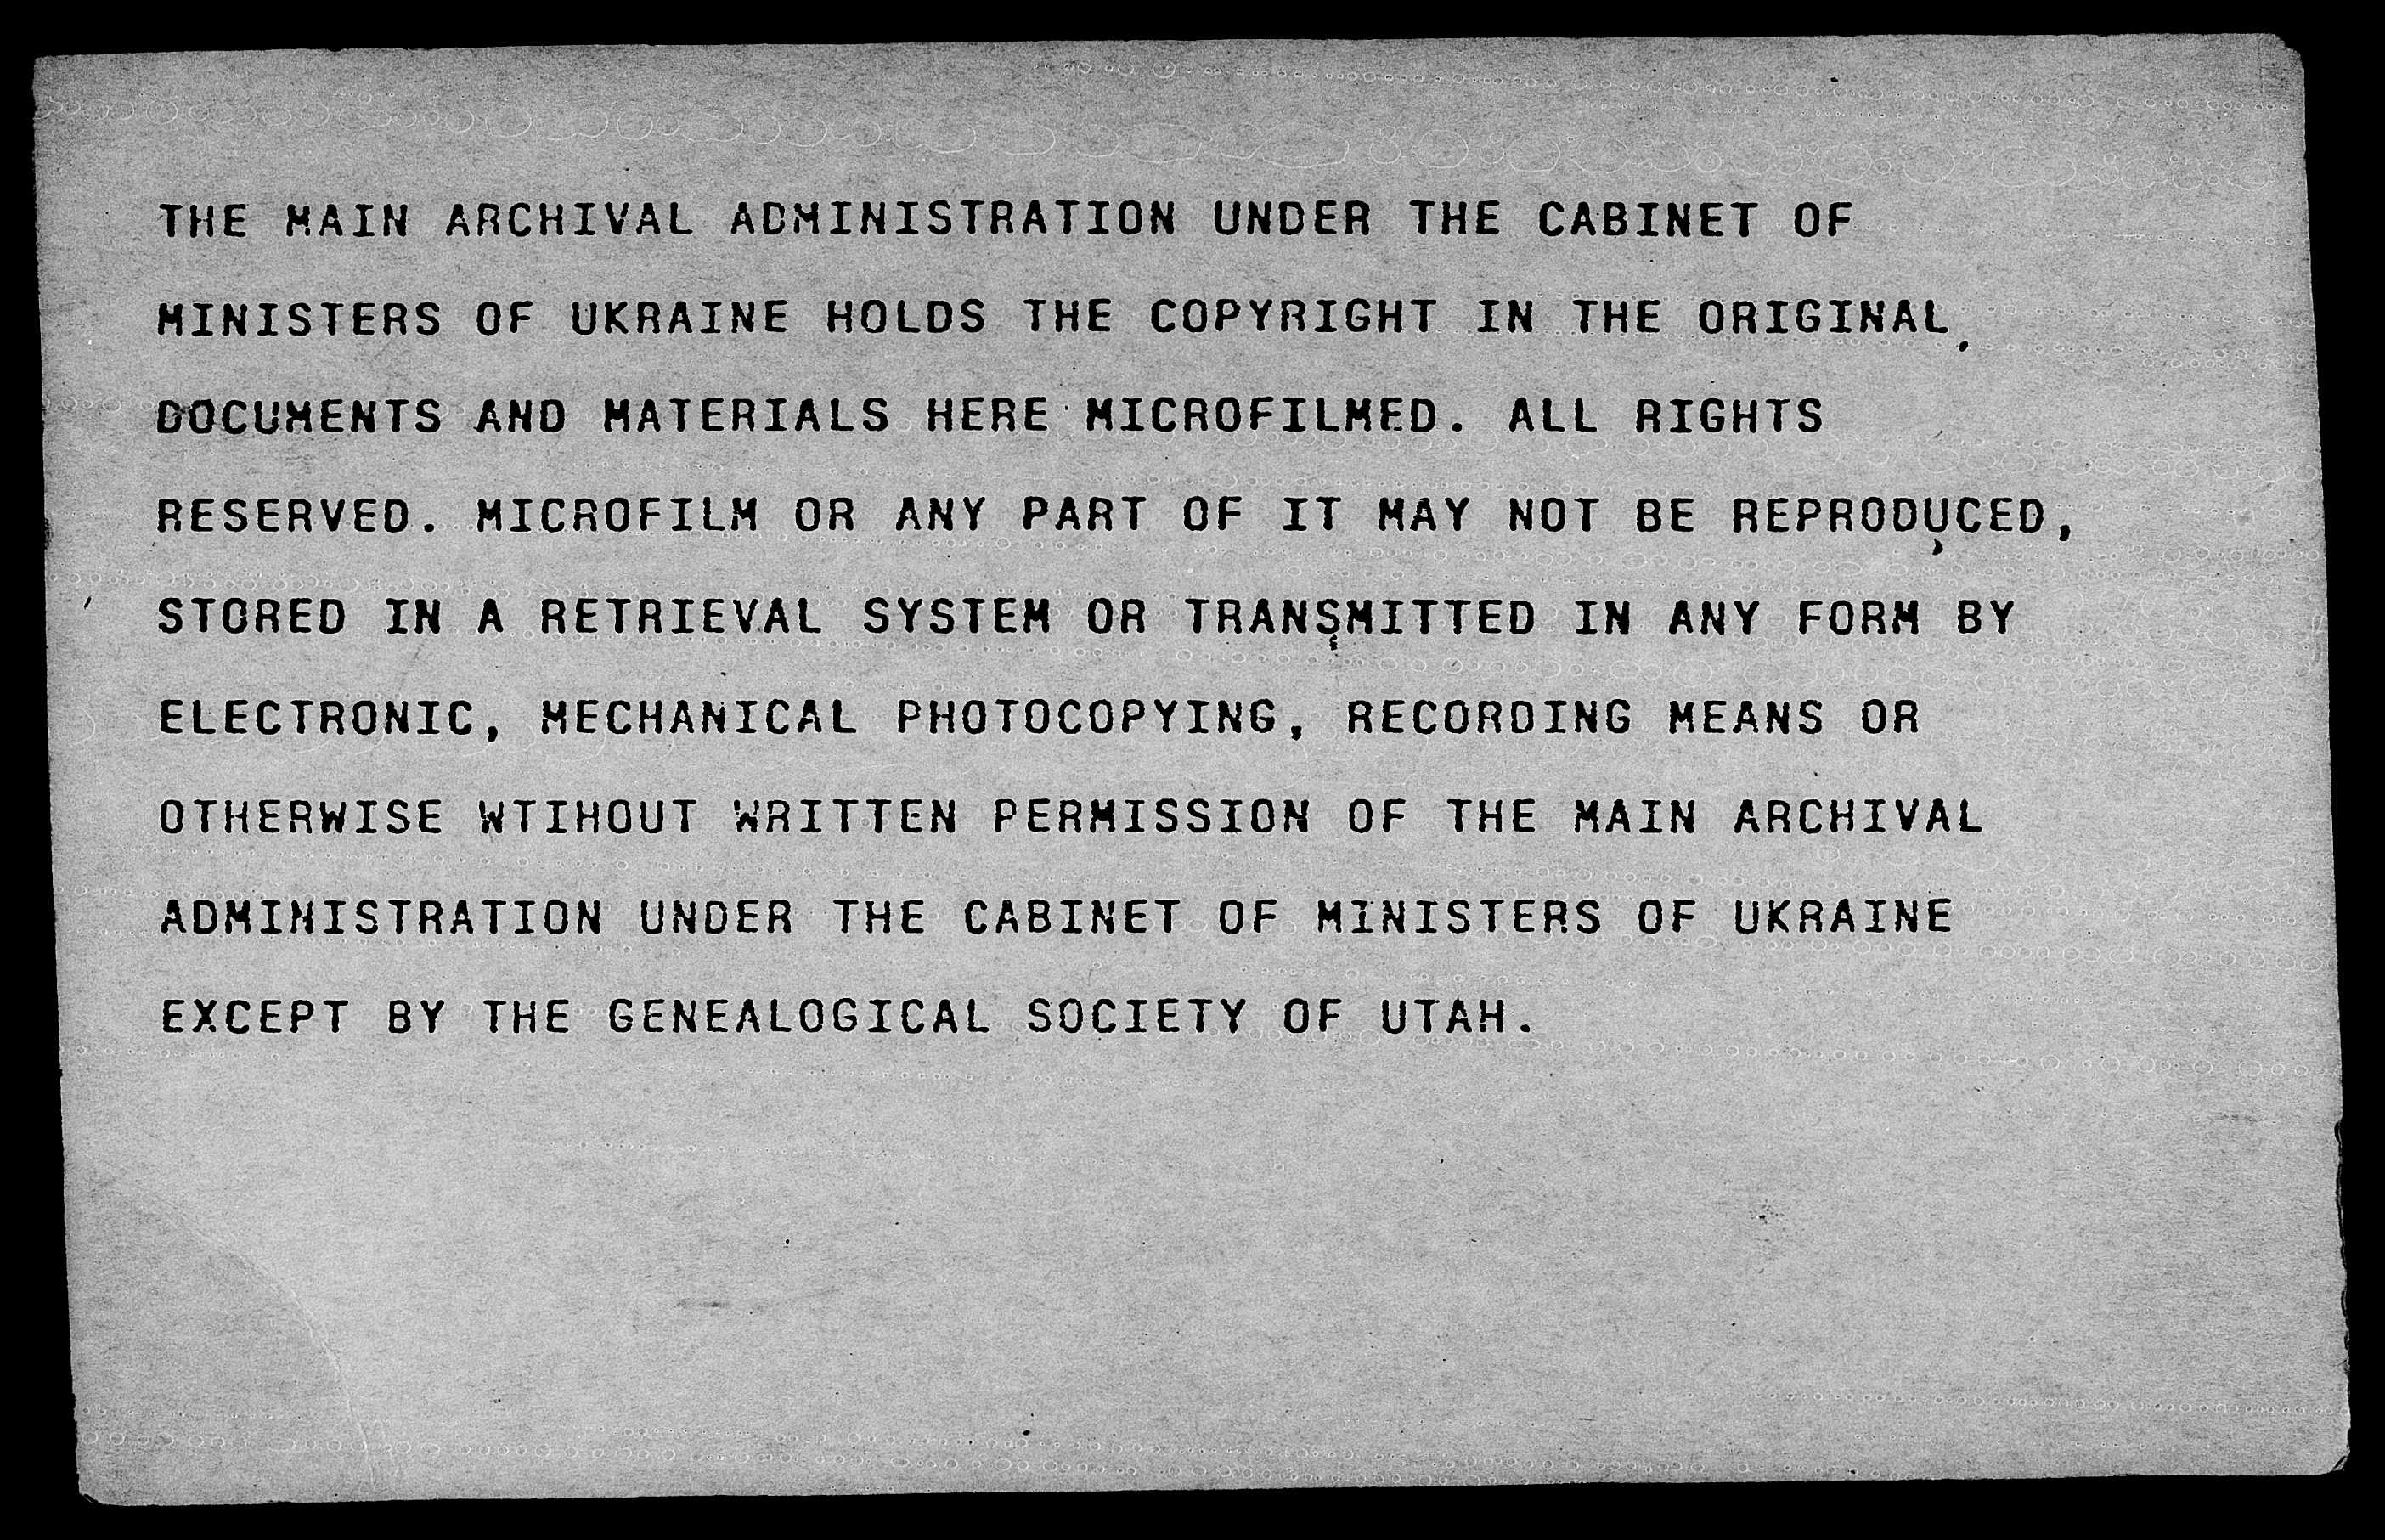 THE MAIN ARCHIVAL ADMINISTRATION UNDER THE CABINET OF
MINISTERS OF UKRAINE HOLDS THE COPYRIGHT IN THE ORIGINAL
DOCUMENTS AND MATERIALS HERE MICROFILMED. ALL RIGHTS
RESERVED. MICROFILM OR ANY PART OF IT MAY NOT BE REPRODUCED,
STORED IN A RETRIEVAL SYSTEM OR TRANSMITTED IN ANY FORM BY
ELECTRONIC, MECHANICAL PHOTOCOPYING, RECORDING MEANS OR
OTHERWISE WTIHOUT WRITTEN PERMISSION OF THE MAIN ARCHIVAL
ADMINISTRATION UNDER THE CABINET OF MINISTERS OF UKRAINE
EXCEPT BY THE GENEALOGICAL SOCIETY OF UTAH.